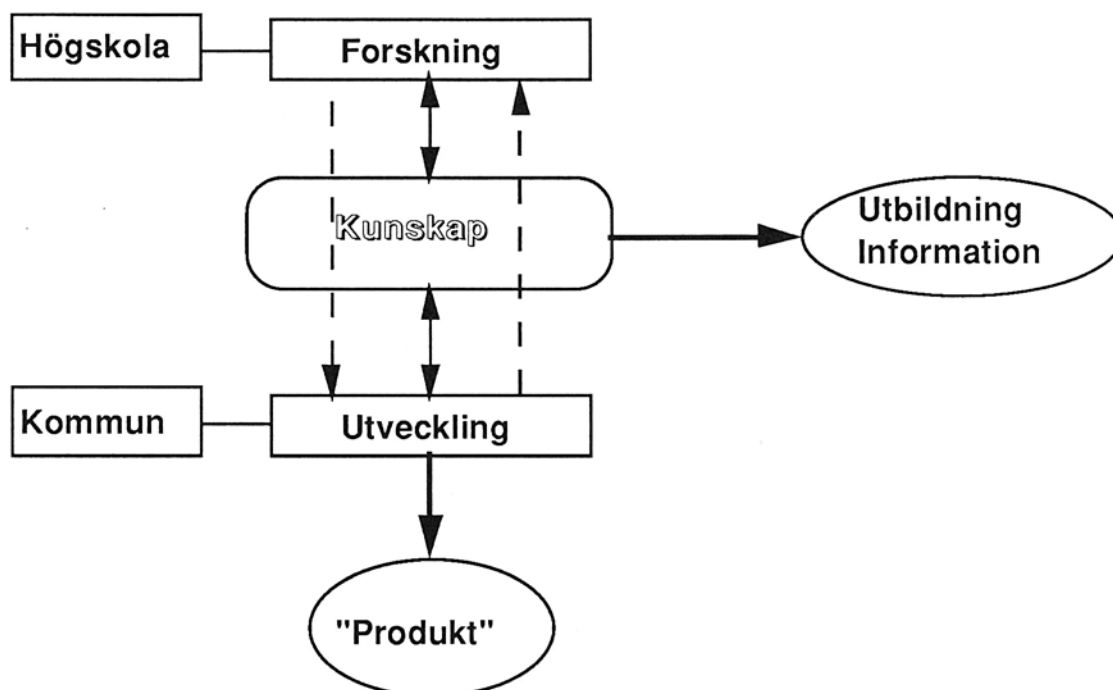 Högskola
Forskning
Kunskap
Utbildning
Information
Kommun
Utveckling
"Produkt"